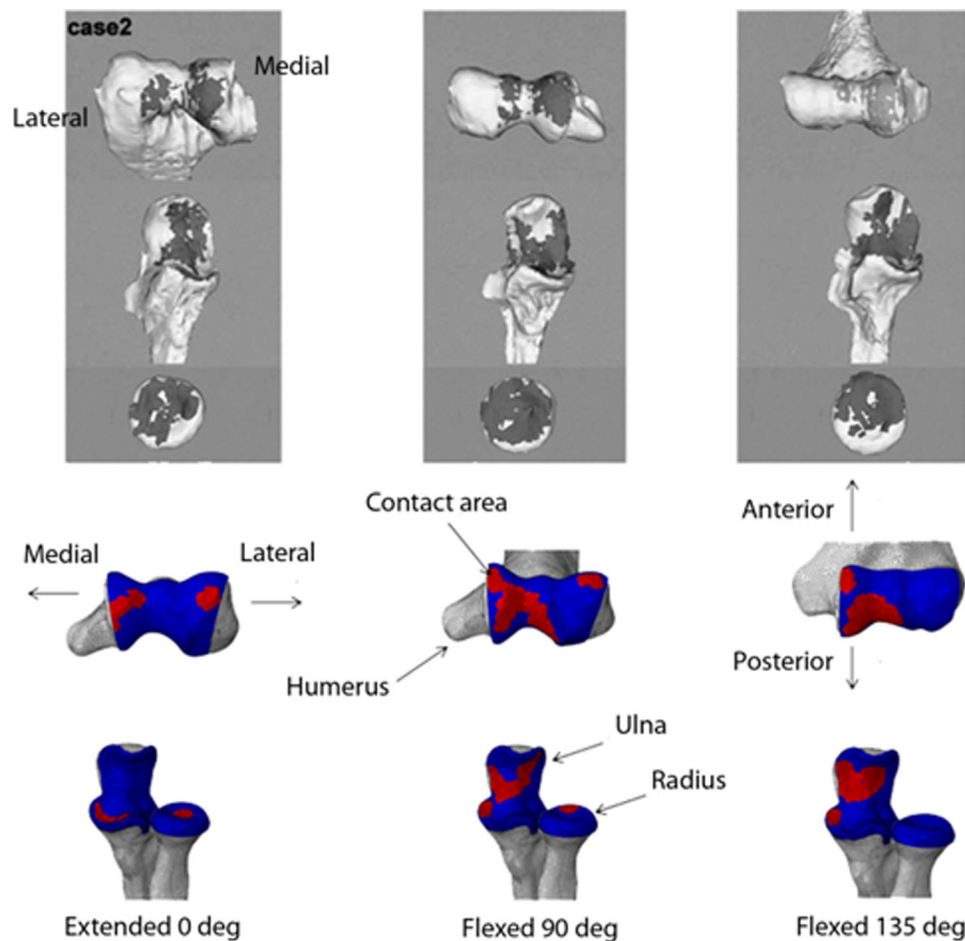 case2
Medial
Lateral
Contact area
Anterior
Medial
Lateral
Humerus
Posterior
Ulna
Radius
Extended 0 deg
Flexed 90 deg
Flexed 135 deg